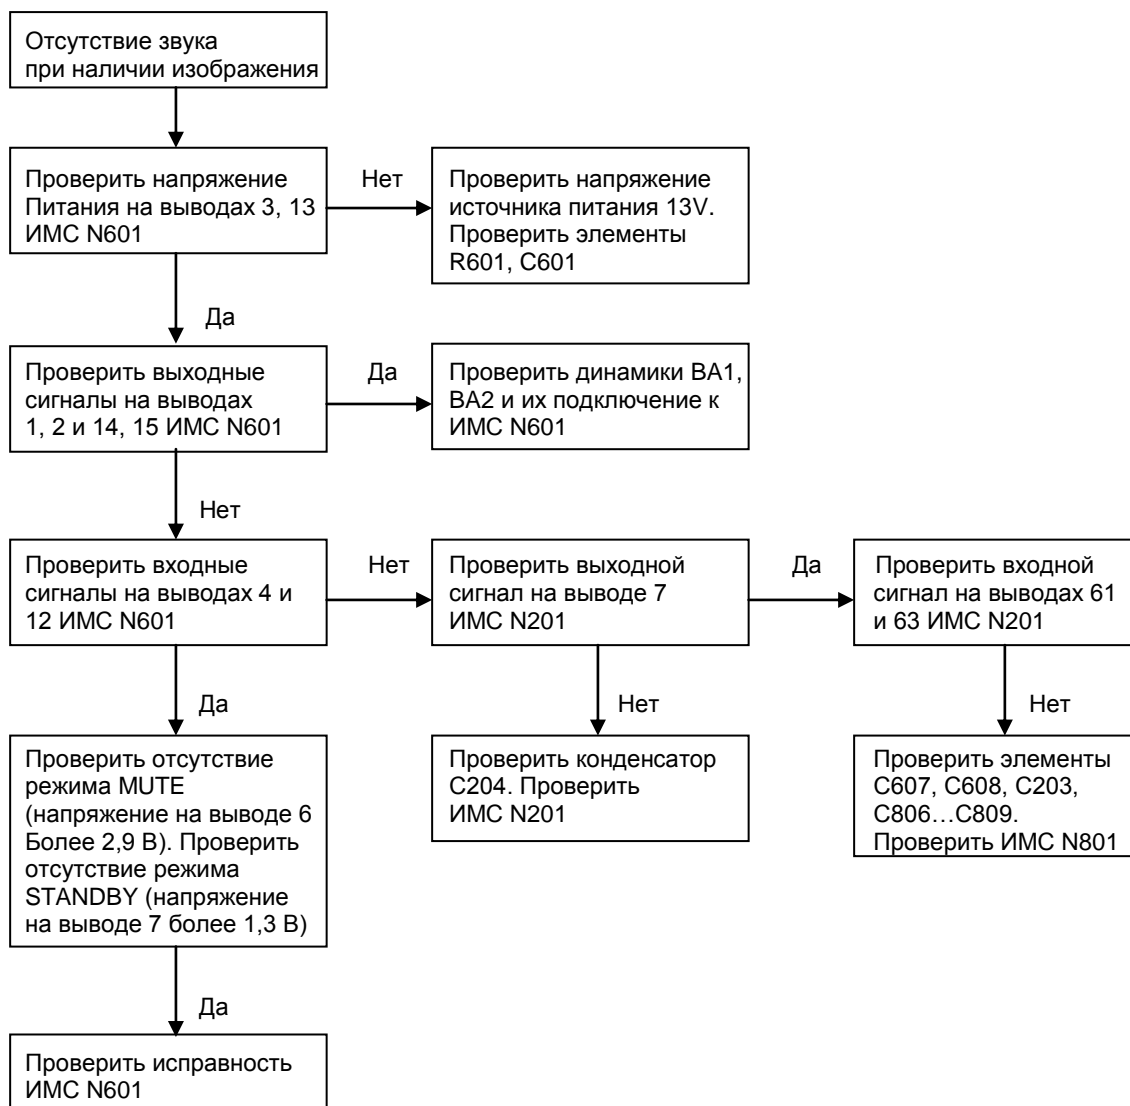 Отсутствие звука
при наличии изображения
Проверить напряжение
Питания на выводах 3, 13
ИМС N601
Нет
Проверить напряжение
источника питания 13V.
Проверить элементы
R601, C601
Да
Проверить выходные
сигналы на выводах
1, 2 и 14, 15 ИМС N601
Да
Проверить динамики BA1,
BA2 и их подключение к
ИМС N601
Нет
Проверить входные
сигналы на выводах 4 и
12 ИМС N601
Нет
Проверить выходной
сигнал на выводе 7
ИМС N201
Да
Проверить входной
сигнал на выводах 61
и 63 ИМС N201
Да
Нет
Нет
Проверить отсутствие
режима MUTE
(напряжение на выводе 6
Более 2,9 В). Проверить
отсутствие режима
STANDBY (напряжение
на выводе 7 более 1,3 В)
Проверить конденсатор
C204. Проверить
ИМС N201
Проверить элементы
C607, C608, C203,
C806…C809.
Проверить ИМС N801
Да
Проверить исправность
ИМС N601